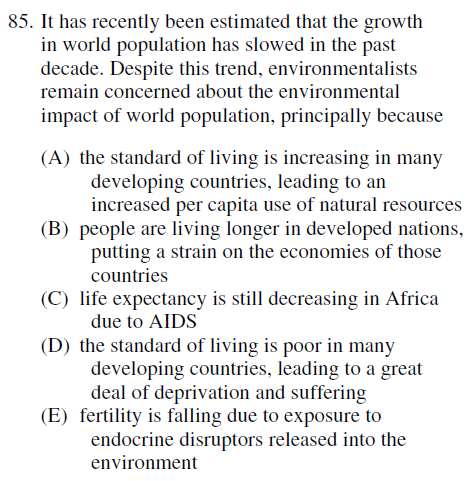 85. It has recently been estimated that the growth
in world population has slowed in the past
decade. Despite this trend, environmentalists
remain concerned about the environmental
impact of world population, principally because
(A) the standard of living is increasing in many
developing countries, leading to an
increased per capita use of natural resources
(B) people are living longer in developed nations,
putting a strain on the economies of those
countries
(C) life expectancy is still decreasing in Africa
due to AIDS
(D) the standard of living is poor in many
developing countries, leading to a great
deal of deprivation and suffering
(E) fertility is falling due to exposure to
endocrine disruptors released into the
environment